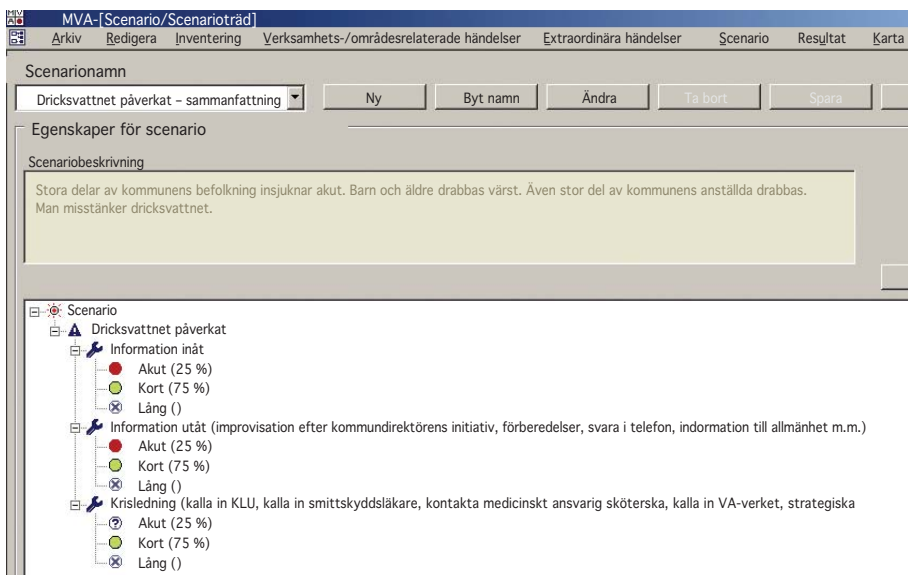 MVA-[Scenario/Scenarioträd]
Arkiv Redigera Inventering Verksamhets-/områdesrelaterade händelser Extraordinära händelser Scenario Resultat Karta
Scenarionamn
Dricksvattnet påverkat – sammanfattning Ny Byt namn Ändra Ta bort Spara
Egenskaper för scenario
Scenariobeskrivning
Stora delar av kommunens befolkning insjuknar akut. Barn och äldre drabbas värst. Även stor del av kommunens anställda drabbas.
Man misstänker dricksvattnet.
Scenario
Dricksvattnet påverkat
Information inåt
Akut (25 %)
Kort (75 %)
Lång ()
Information utåt (improvisation efter kommundirektörens initiativ, förberedelser, svara i telefon, indormation till allmänhet m.m.)
Akut (25 %)
Kort (75 %)
Lång ()
Krisledning (kalla in KLU, kalla in smittskyddsläkare, kontakta medicinskt ansvarig sköterska, kalla in VA-verket, strategiska
Akut (25 %)
Kort (75 %)
Lång ()